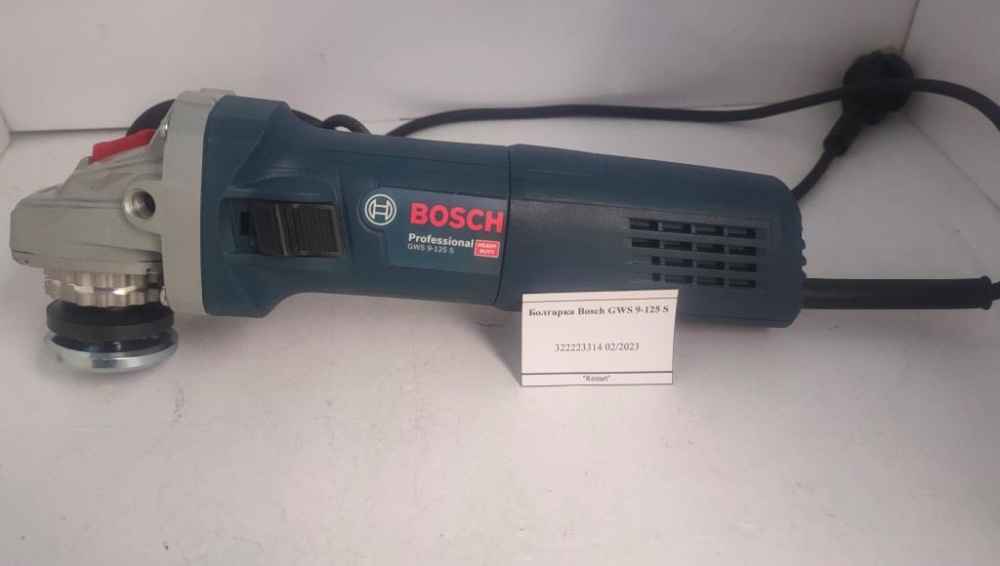 BOSCH
Professional
GWS 9-125 S
HEAVY
DUTY
Болгарка Bosch GWS 9-125 S
322223314 02/2023
"Restart"